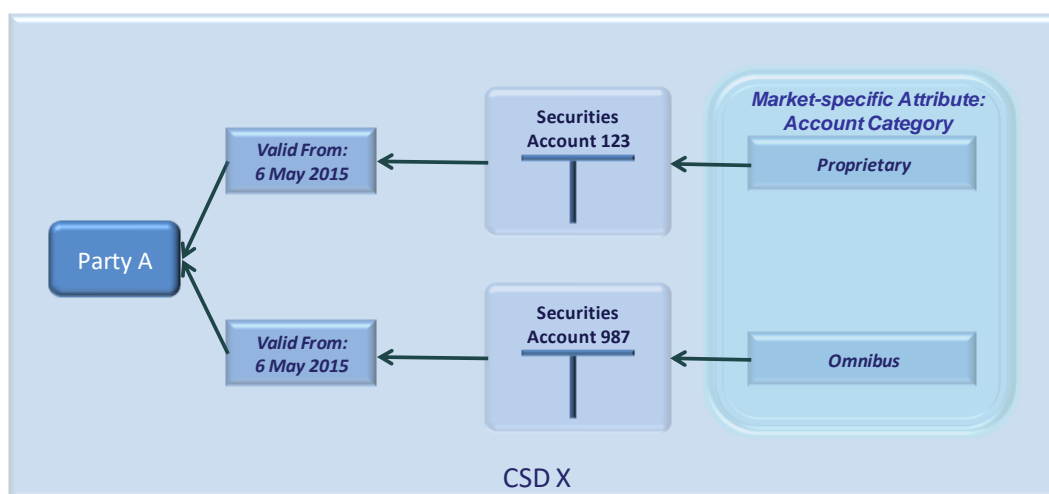 Market-specific Attribute:
Account Category
Securities
Account 123
Proprietary
Valid From:
6 May 2015
Party A
Securities
Account 987
Omnibus
Valid From:
6 May 2015
CSD X